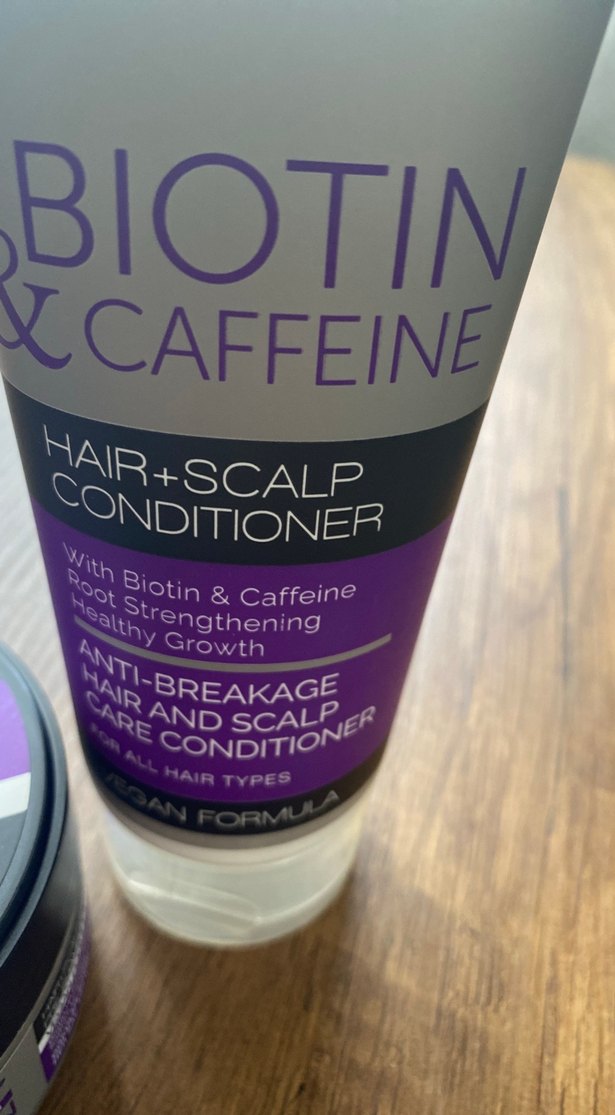 BIOTIN
& CAFFEINE
HAIR+SCALP
CONDITIONER
With Biotin & Caffeine
Root Strengthening
Healthy Growth
ANTI-BREAKAGE
HAIR AND SCALP
CARE CONDITIONER
FOR ALL HAIR TYPES
VEGAN FORMULA